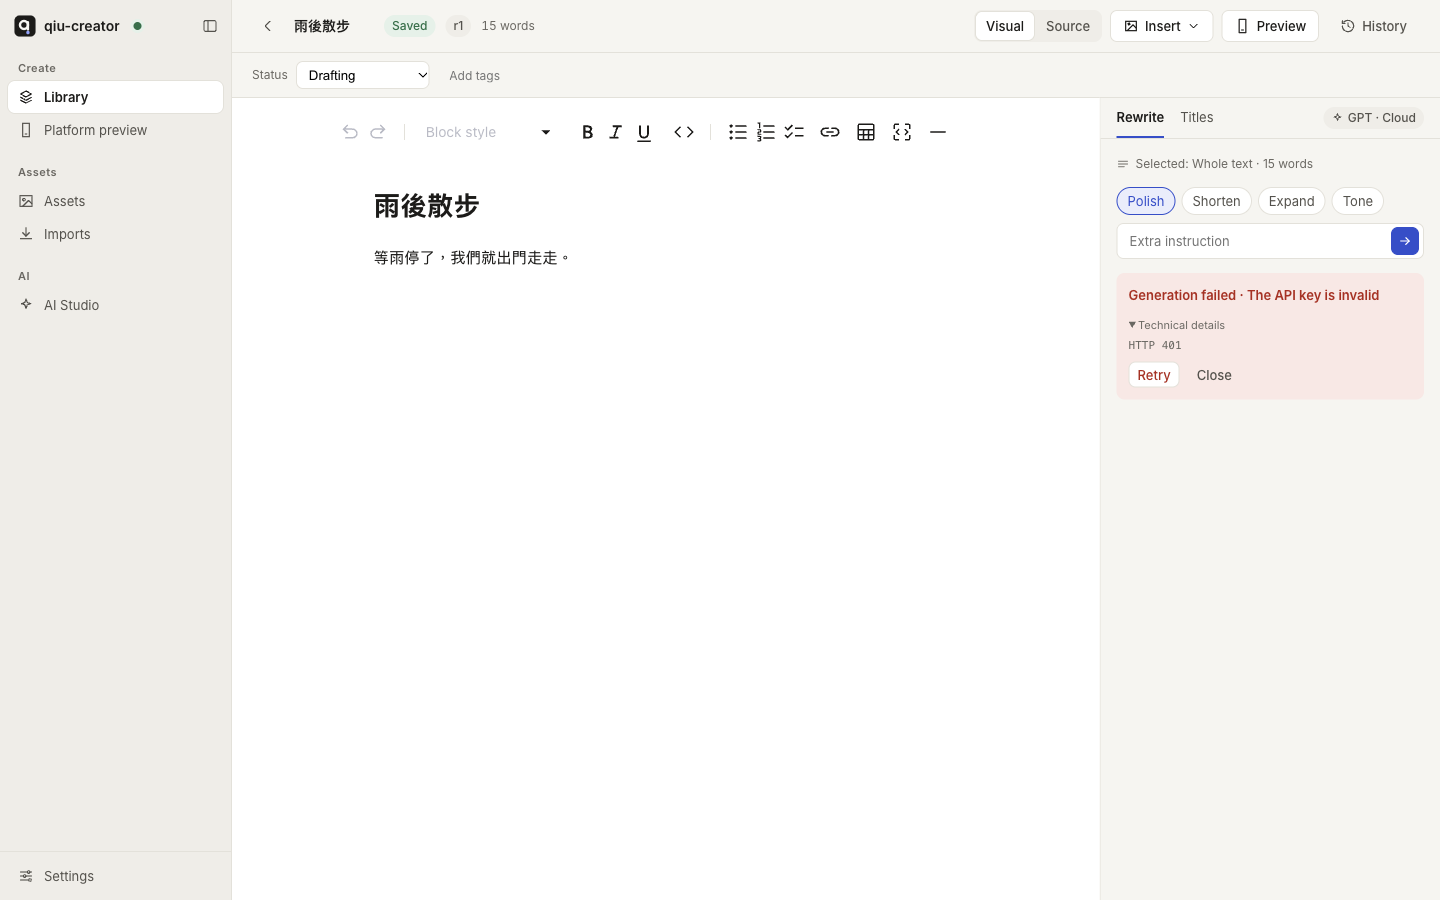 qiu-creator
Create
Library
Platform preview
Assets
Assets
Imports
AI
AI Studio
Settings
雨後散步
Saved
r1
15 words
Visual
Source
Insert
Preview
History
Status
Drafting
Add tags
Block style
雨後散步
等雨停了，我們就出門走走。
Rewrite
Titles
GPT · Cloud
Selected: Whole text · 15 words
Polish
Shorten
Expand
Tone
Extra instruction
Generation failed · The API key is invalid
Technical details
HTTP 401
Retry
Close